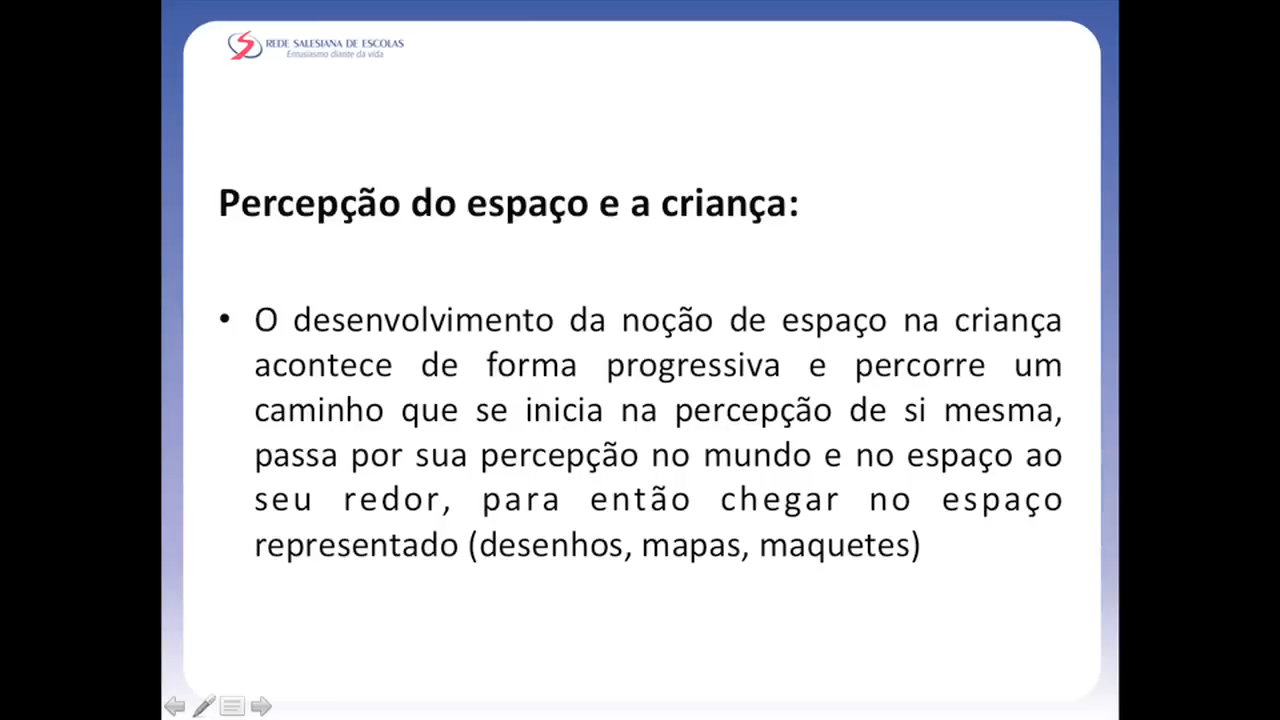 REDE SALESIANA DE ESCOLAS
Entusiasmo diante da vida
Percepção do espaço e a criança:
• O desenvolvimento da noção de espaço na criança
acontece de forma progressiva e percorre um
caminho que se inicia na percepção de si mesma,
passa por sua percepção no mundo e no espaço ao
seu redor, para então chegar no espaço
representado (desenhos, mapas, maquetes)